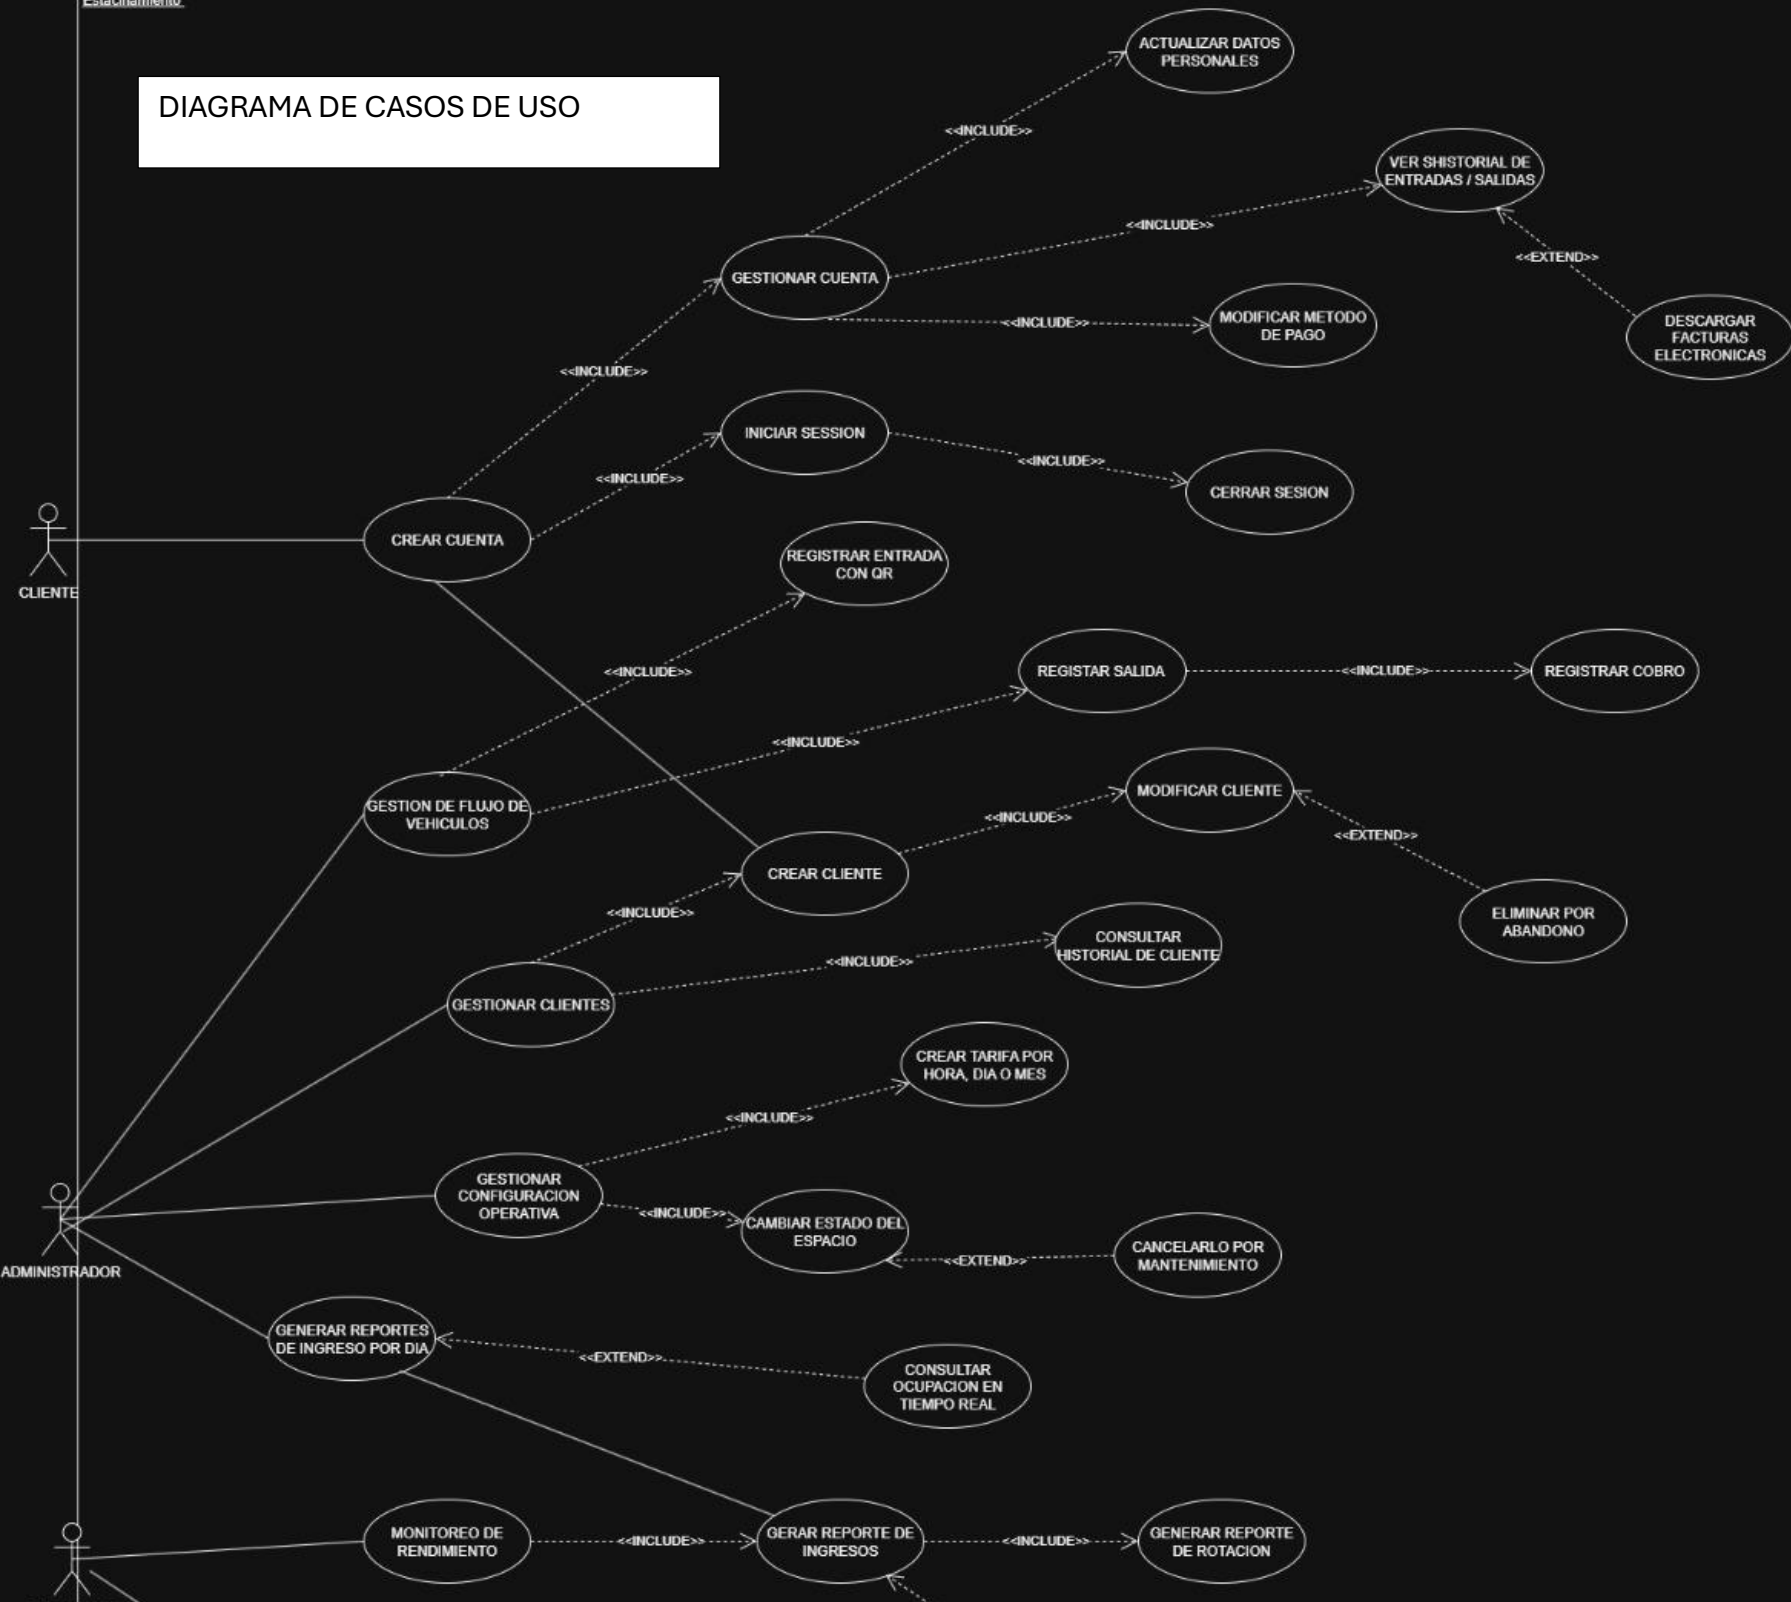 Estacinamiento
DIAGRAMA DE CASOS DE USO
ACTUALIZAR DATOS
PERSONALES
<<INCLUDE>>
VER SHISTORIAL DE
ENTRADAS / SALIDAS
<<INCLUDE>>
<<EXTEND>>
GESTIONAR CUENTA
MODIFICAR METODO
DE PAGO
<<INCLUDE>>
DESCARGAR
FACTURAS
ELECTRONICAS
<<INCLUDE>>
INICIAR SESSION
<<INCLUDE>>
<<INCLUDE>>
CERRAR SESION
CREAR CUENTA
CLIENTE
REGISTRAR ENTRADA
CON QR
<<INCLUDE>>
REGISTAR SALIDA
<<INCLUDE>>
REGISTRAR COBRO
<<INCLUDE>>
GESTION DE FLUJO DE
VEHICULOS
MODIFICAR CLIENTE
<<INCLUDE>>
<<EXTEND>>
CREAR CLIENTE
<<INCLUDE>>
ELIMINAR POR
ABANDONO
CONSULTAR
HISTORIAL DE CLIENTE
<<INCLUDE>>
GESTIONAR CLIENTES
CREAR TARIFA POR
HORA, DIA O MES
<<INCLUDE>>
GESTIONAR
CONFIGURACION
OPERATIVA
<<INCLUDE>>
CAMBIAR ESTADO DEL
ESPACIO
<<EXTEND>>
CANCELARLO POR
MANTENIMIENTO
ADMINISTRADOR
GENERAR REPORTES
DE INGRESO POR DIA
<<EXTEND>>
CONSULTAR
OCUPACION EN
TIEMPO REAL
MONITOREO DE
RENDIMIENTO
<<INCLUDE>>
GERAR REPORTE DE
INGRESOS
<<INCLUDE>>
GENERAR REPORTE
DE ROTACION